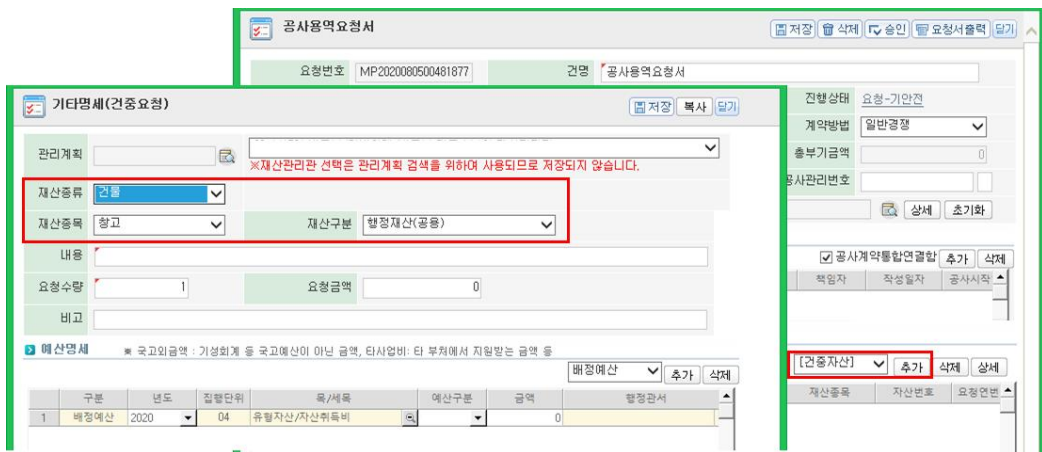 공사용역요청서
저장 삭제 승인 요청서출력 닫기
요청번호 MP2020080500481877 건명 공사용역요청서
진행상태 요청-기안전
계약방법 일반경쟁
총부기금액 0
공사관리번호
상세 초기화
공사계약통합연결함 추가 삭제
책임자 작성일자 공사시작
[건중자산] 추가 삭제 상세
재산종목 자산번호 요청연번
기타명세(건중요청)
저장 복사 닫기
관리계획
※재산관리관 선택은 관리계획 검색을 위하여 사용되므로 저장되지 않습니다.
재산종류 건물
재산종목 창고 재산구분 행정재산(공용)
내용
요청수량 1 요청금액 0
비고
예산명세 ※ 국고외금액 : 기성회계 등 국고예산이 아닌 금액, 타사업비: 타 부처에서 지원받는 금액 등
배정예산 추가 삭제
구분 년도 집행단위 목/세목 예산구분 금액 행정관서
1 배정예산 2020 04 유형자산/자산취득비 0